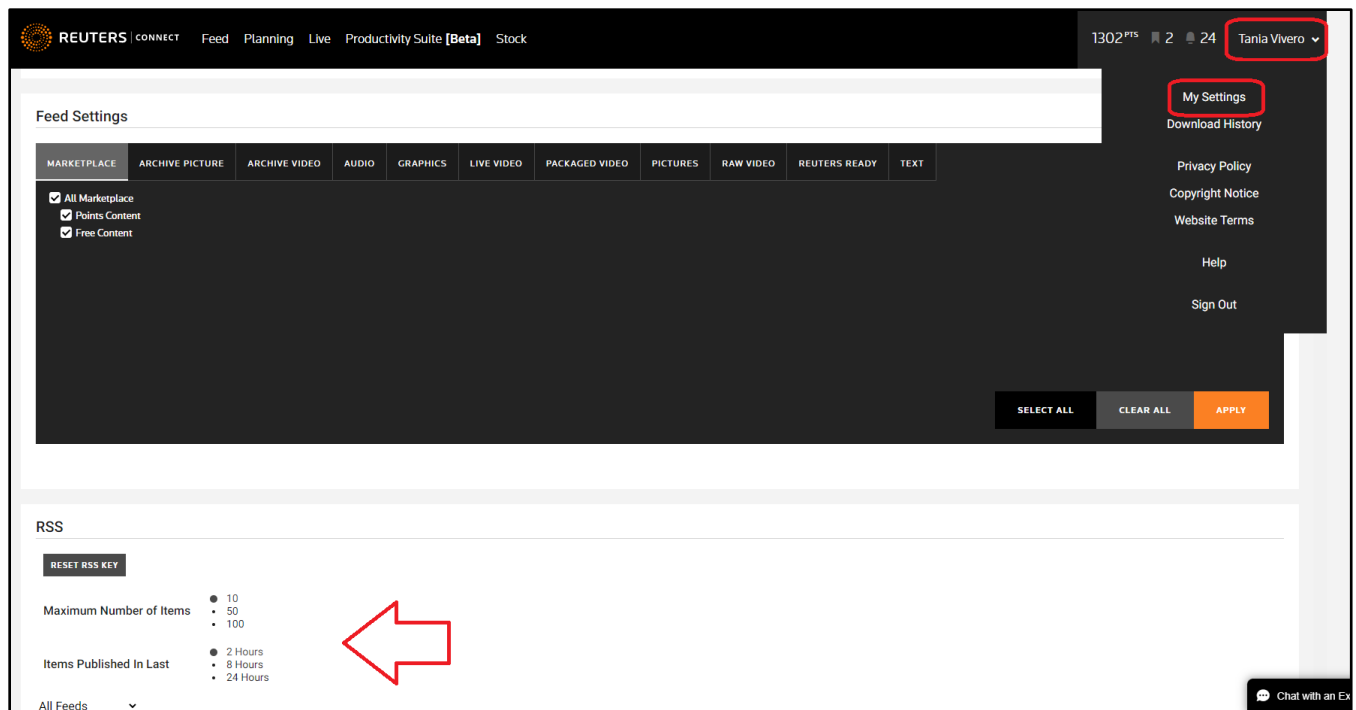 REUTERS CONNECT Feed Planning Live Productivity Suite [Beta] Stock 1302 PTS 2 24 Tania Vivero
My Settings
Download History
Privacy Policy
Copyright Notice
Website Terms
Help
Sign Out
Feed Settings
MARKETPLACE ARCHIVE PICTURE ARCHIVE VIDEO AUDIO GRAPHICS LIVE VIDEO PACKAGED VIDEO PICTURES RAW VIDEO REUTERS READY TEXT
All Marketplace
Points Content
Free Content
SELECT ALL CLEAR ALL APPLY
RSS
RESET RSS KEY
Maximum Number of Items
10
50
100
Items Published In Last
2 Hours
8 Hours
24 Hours
All Feeds
Chat with an Ex